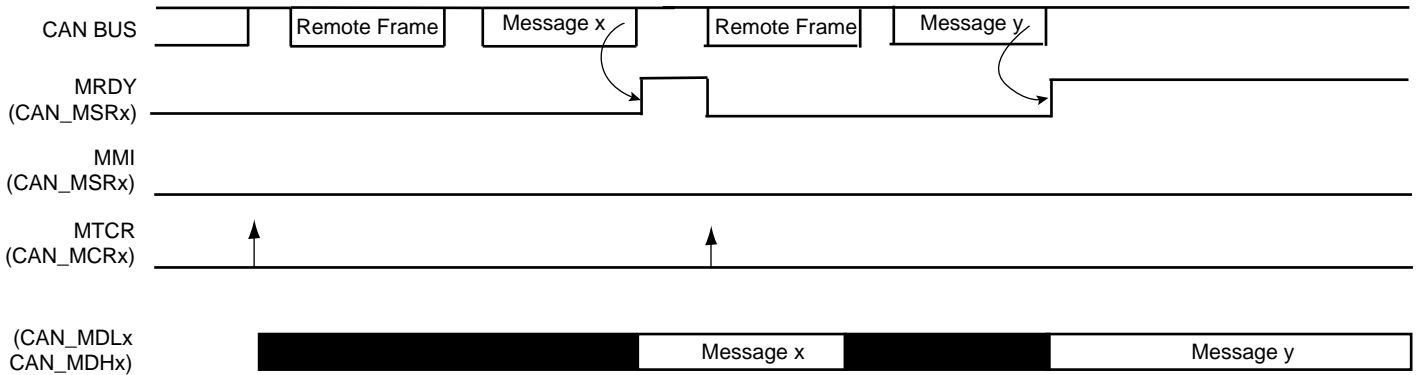 CAN BUS
Remote Frame
Message x
Remote Frame
Message y
MRDY
(CAN_MSRx)
MMI
(CAN_MSRx)
MTCR
(CAN_MCRx)
(CAN_MDLx
CAN_MDHx)
Message x
Message y